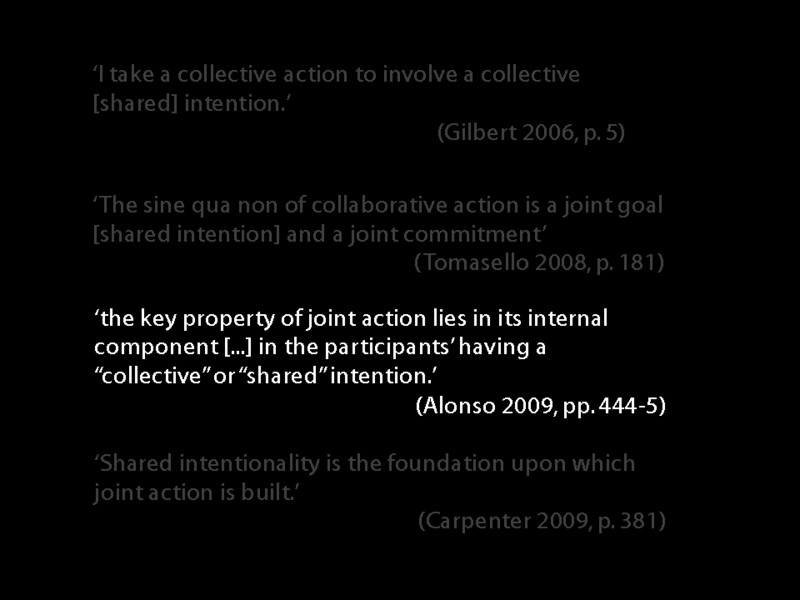 ‘I take a collective action to involve a collective
[shared] intention.’
(Gilbert 2006, p. 5)
‘The sine qua non of collaborative action is a joint goal
[shared intention] and a joint commitment’
(Tomasello 2008, p. 181)
‘the key property of joint action lies in its internal
component [...] in the participants’ having a
“collective” or “shared” intention.’
(Alonso 2009, pp. 444-5)
‘Shared intentionality is the foundation upon which
joint action is built.’
(Carpenter 2009, p. 381)